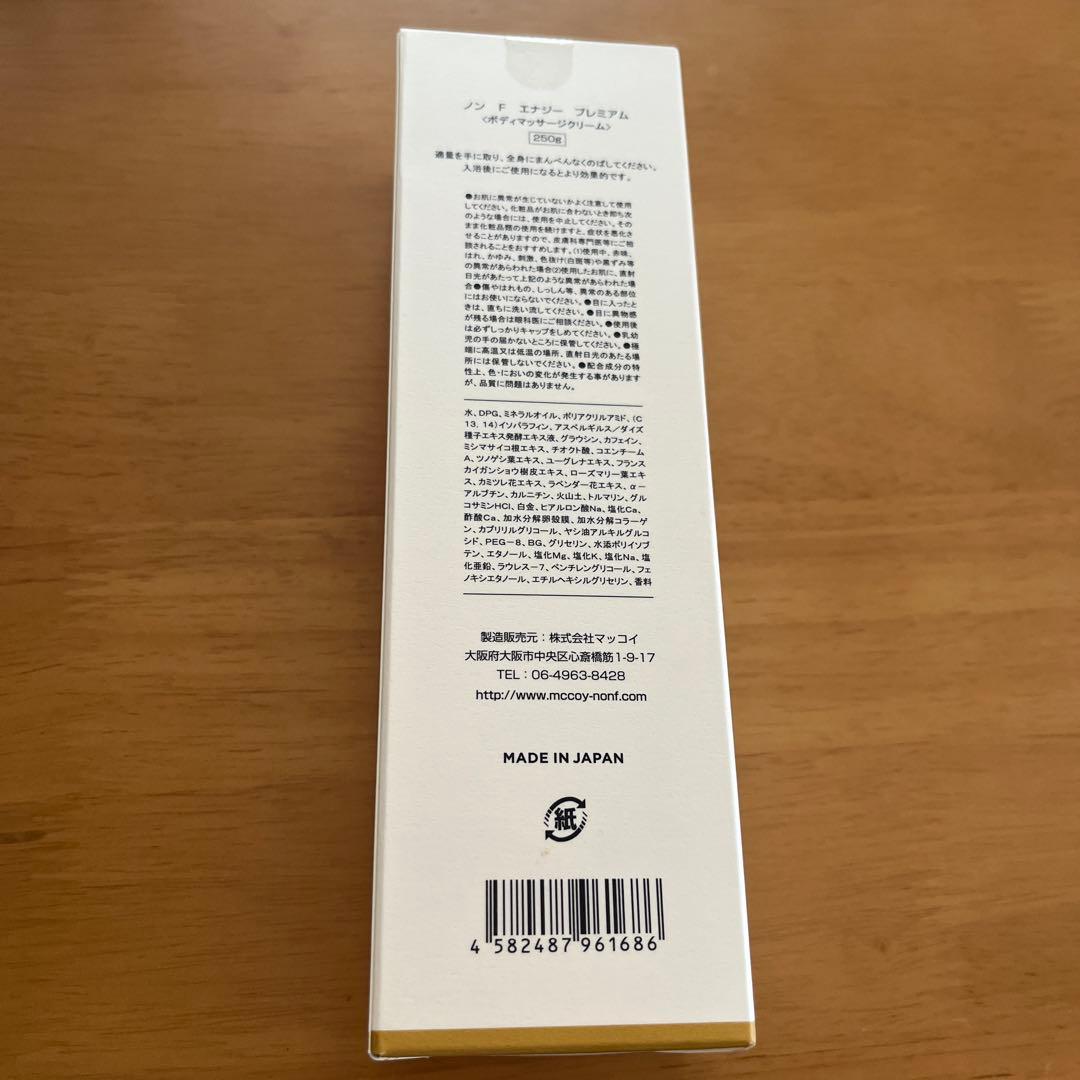 ノン F エナジー プレミアム
〈ボディマッサージクリーム〉
250g
適量を手に取り、全身にまんべんなくのばしてください。
入浴後にご使用になるとより効果的です。
●お肌に異常が生じていないかよく注意して使用
してください。化粧品がお肌に合わないとき即ち次
のような場合には、使用を中止してください。その
まま化粧品類の使用を続けますと、症状を悪化さ
せることがありますので、皮膚科専門医等にご相
談されることをおすすめします。(1)使用中、赤味、
はれ、かゆみ、刺激、色抜け(白斑等)や黒ずみ等
の異常があらわれた場合(2)使用したお肌に、直射
日光があたって上記のような異常があらわれた場
合●傷やはれもの、しっしん等、異常のある部位
にはお使いにならないでください。●目に入ったと
きは、直ちに洗い流してください。●目に異物感
が残る場合は眼科医にご相談ください。●使用後
は必ずしっかりキャップをしめてください。●乳幼
児の手の届かないところに保管してください。●極
端に高温又は低温の場所、直射日光のあたる場
所には保管しないでください。●配合成分の特
性上、色・においの変化が発生する事があります
が、品質に問題はありません。
水、DPG、ミネラルオイル、ポリアクリルアミド、(C
13, 14)イソパラフィン、アスペルギルス／ダイズ
種子エキス発酵エキス液、グラウシン、カフェイン、
ミシマサイコ根エキス、チオクト酸、コエンチーム
A、ツノゲシ葉エキス、ユーグレナエキス、フランス
カイガンショウ樹皮エキス、ローズマリー葉エキ
ス、カミツレ花エキス、ラベンダー花エキス、α－
アルブチン、カルニチン、火山土、トルマリン、グル
コサミンHCl、白金、ヒアルロン酸Na、塩化Ca、
酢酸Ca、加水分解卵殻膜、加水分解コラーゲ
ン、カプリリルグリコール、ヤシ油アルキルグルコ
シド、PEG－8、BG、グリセリン、水添ポリイソブ
テン、エタノール、塩化Mg、塩化K、塩化Na、塩
化亜鉛、ラウレス－7、ペンチレングリコール、フェ
ノキシエタノール、エチルヘキシルグリセリン、香料
製造販売元：株式会社マッコイ
大阪府大阪市中央区心斎橋筋1-9-17
TEL：06-4963-8428
http://www.mccoy-nonf.com
MADE IN JAPAN
紙
4 582487 961686